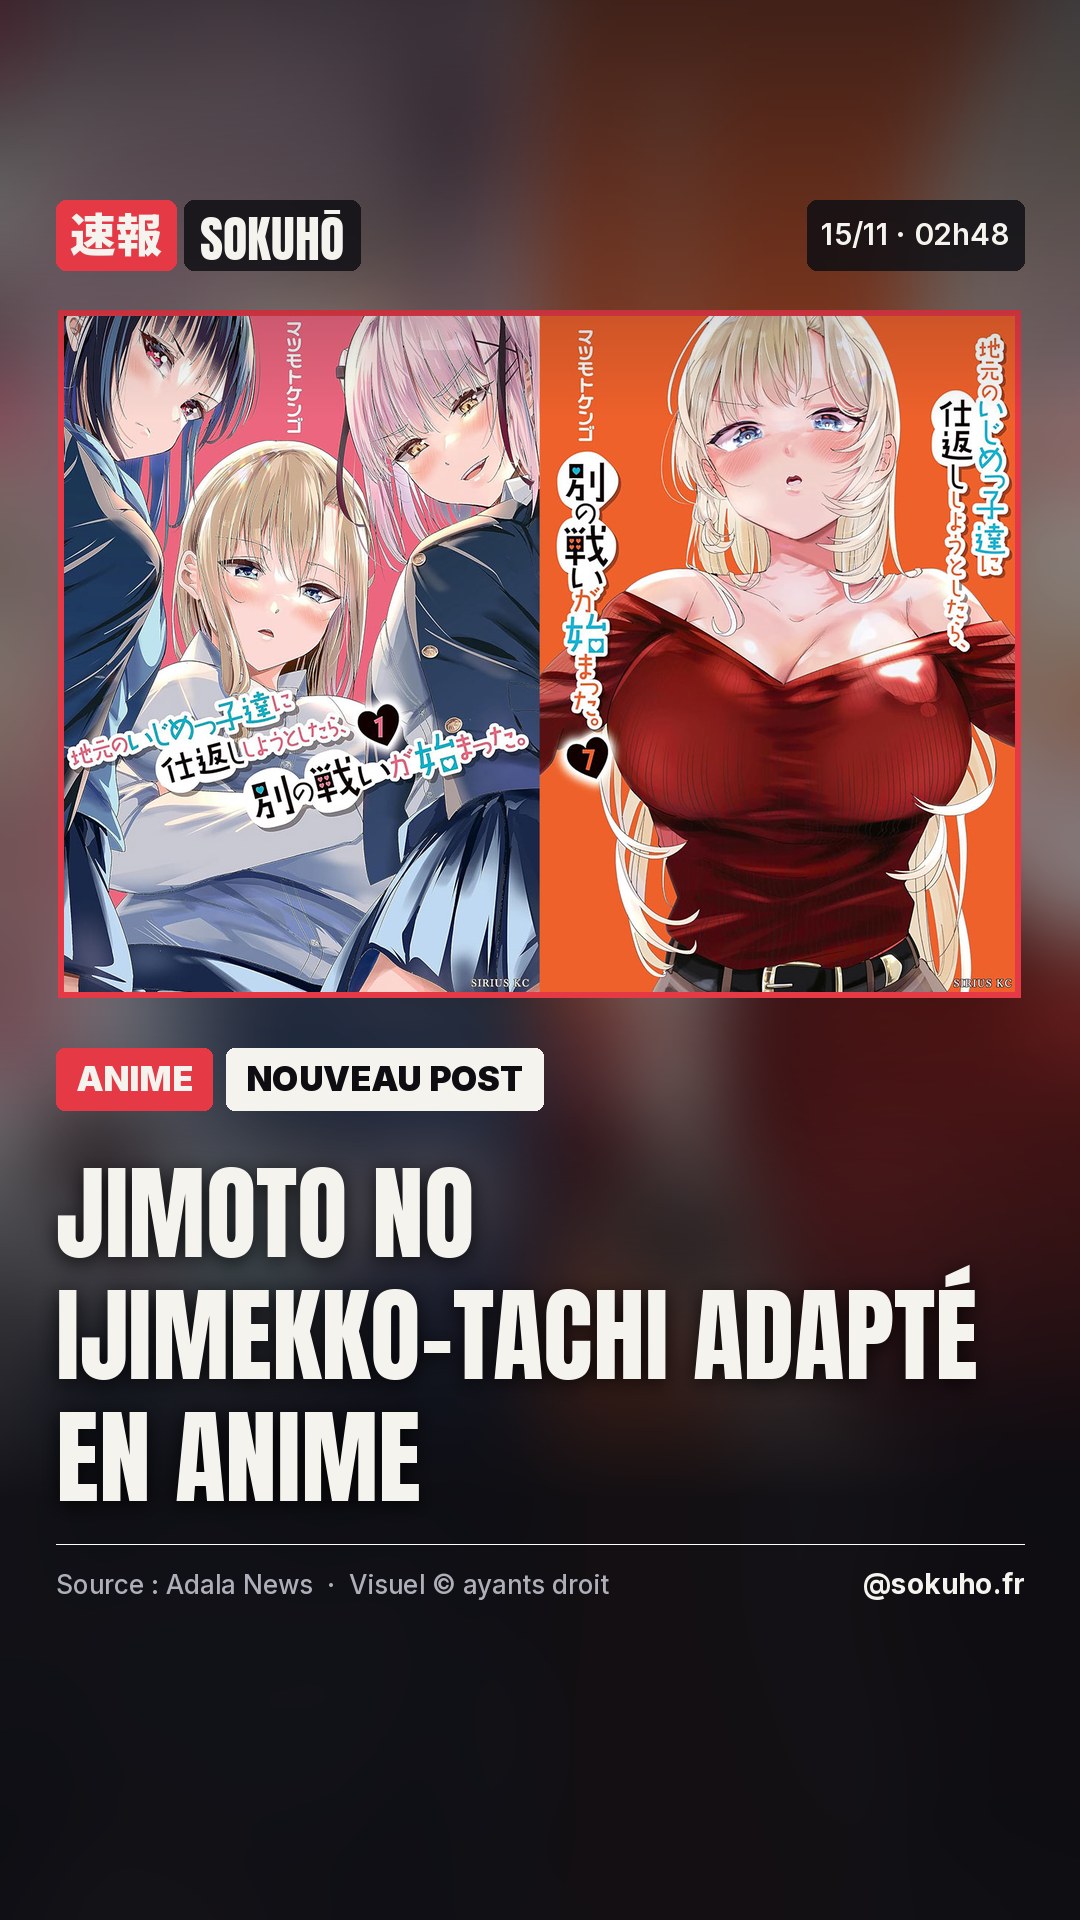 速報 SOKUHŌ
15/11 · 02h48
マツモトケンゴ
地元のいじめっ子達に
仕返ししようとしたら、
別の戦いが始まった。
1
SIRIUS KC
地元のいじめっ子達に
仕返ししようとしたら、
マツモトケンゴ
別の戦いが始まった。
7
SIRIUS KC
ANIME NOUVEAU POST
JIMOTO NO
IJIMEKKO-TACHI ADAPTÉ
EN ANIME
Source : Adala News · Visuel © ayants droit
@sokuho.fr